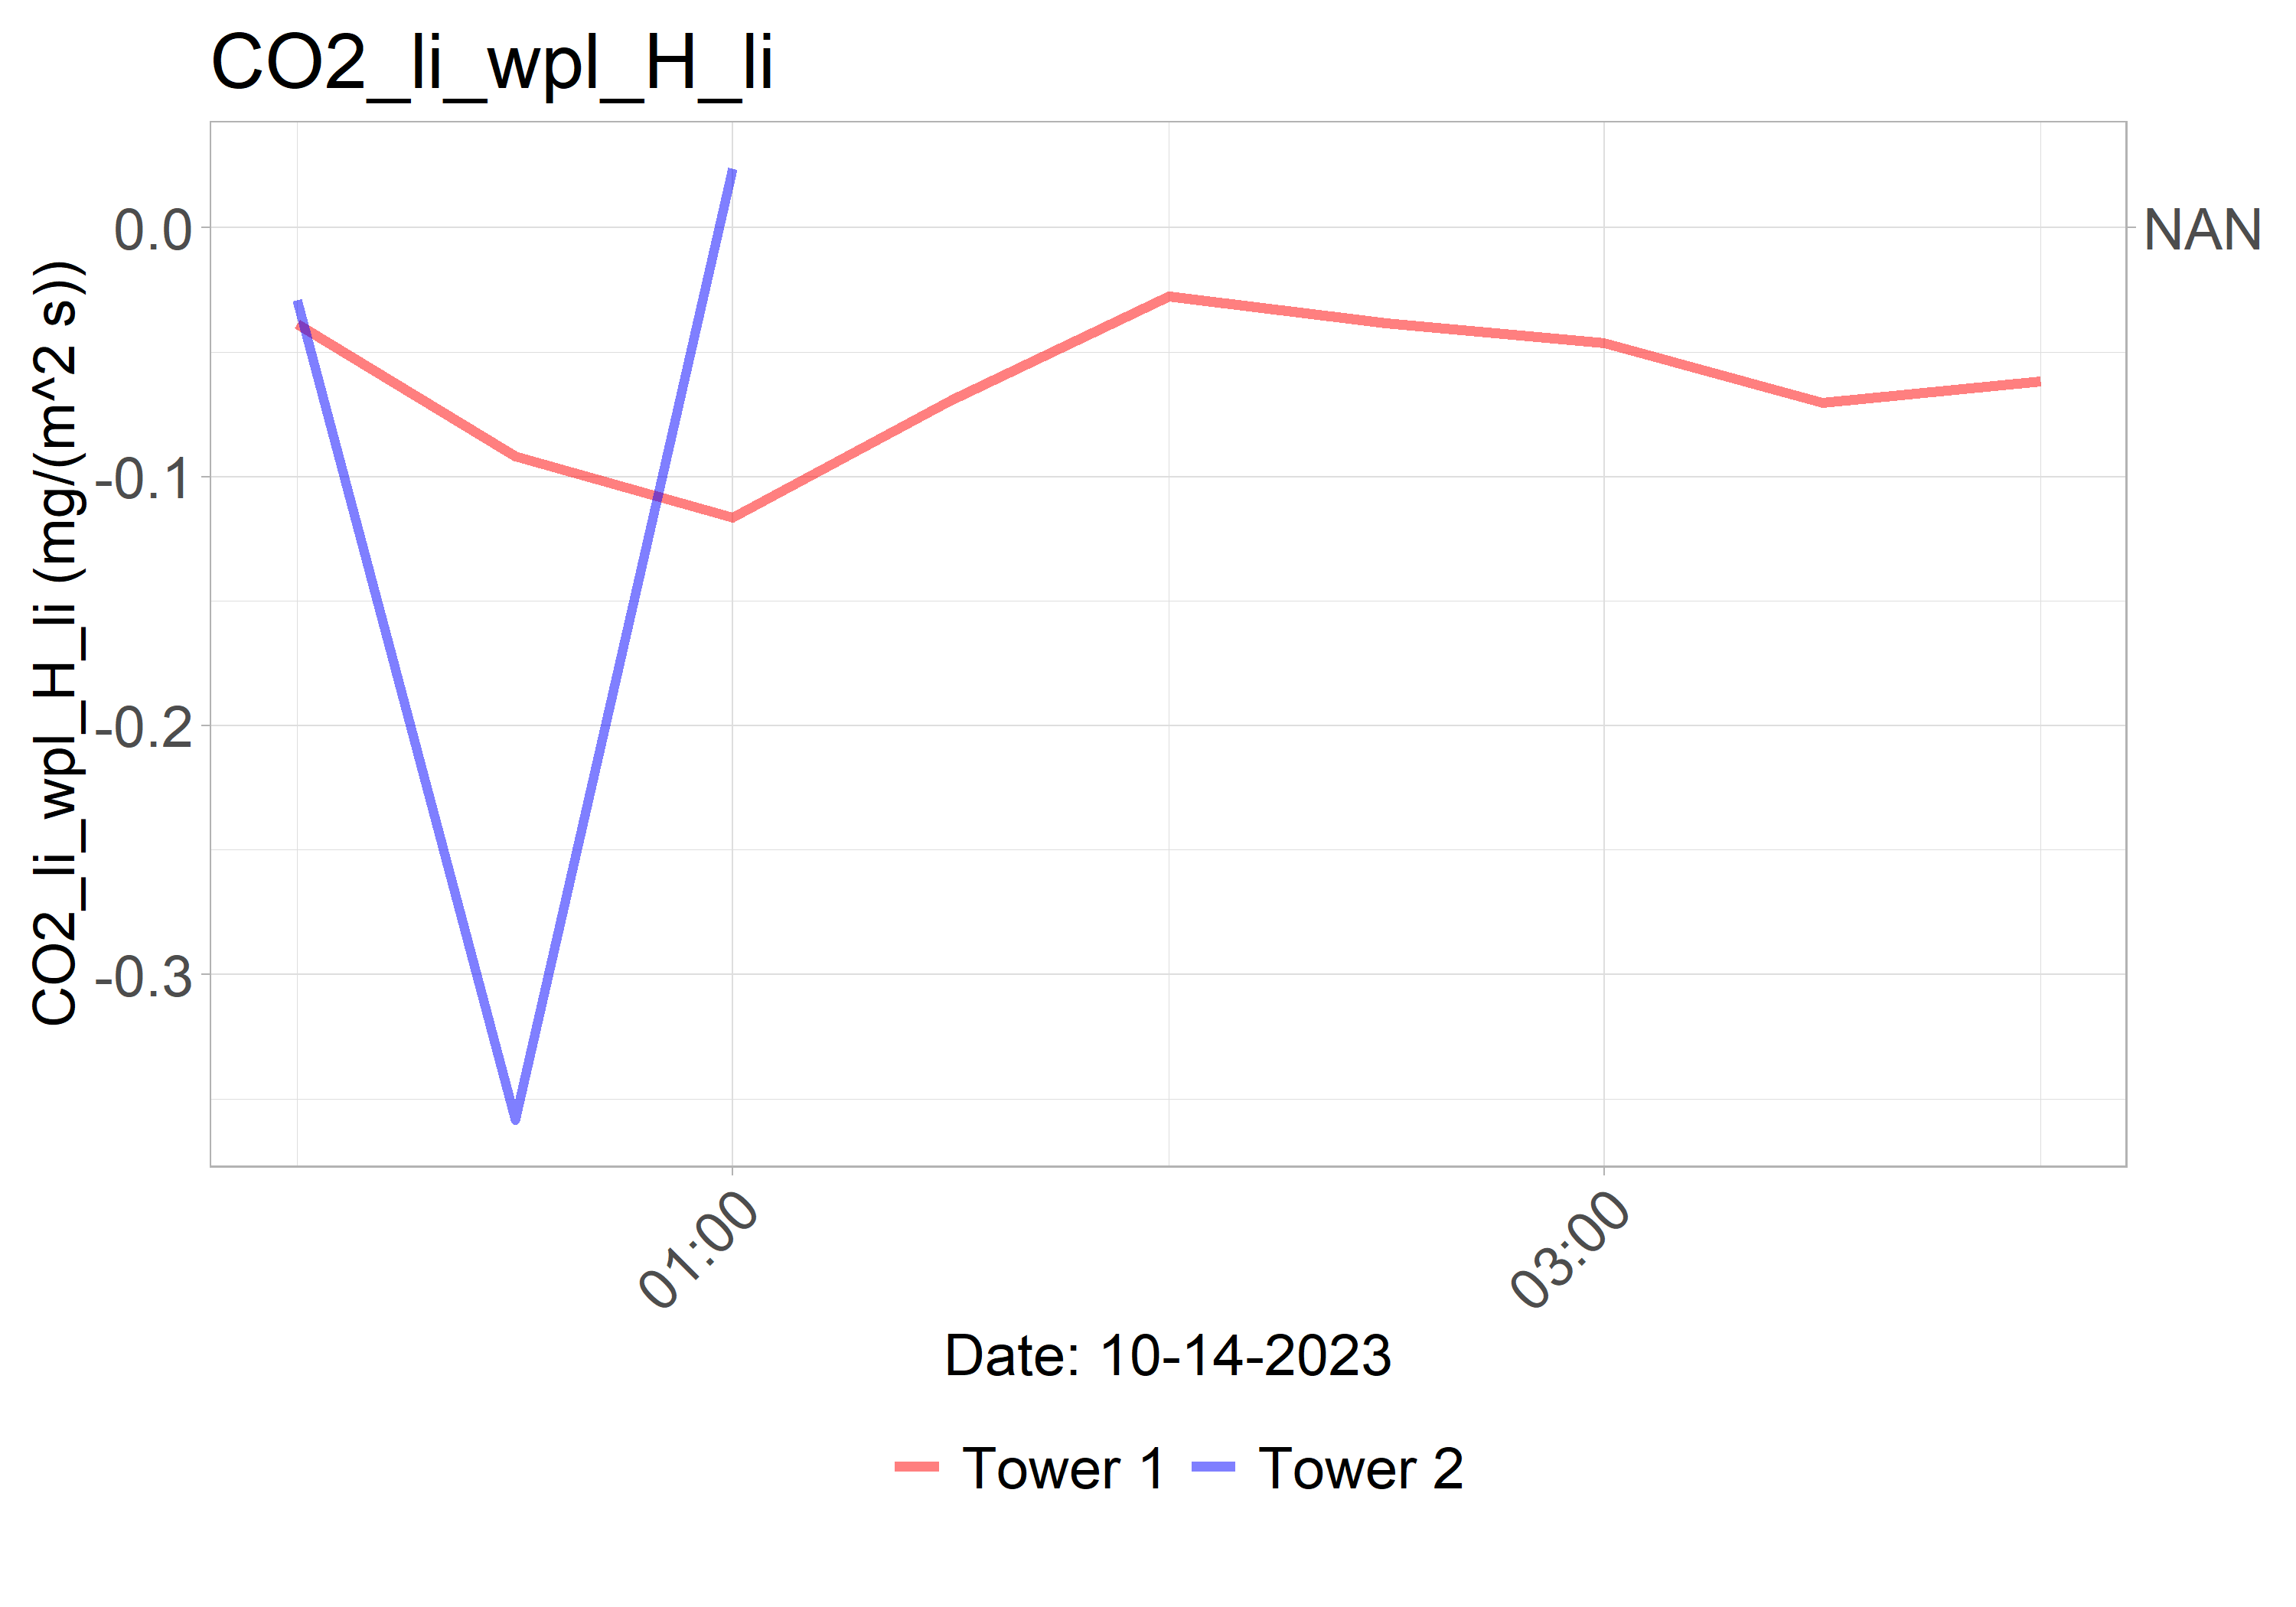 CO2_li_wpl_H_li
CO2_li_wpl_H_li (mg/(m^2 s))
0.0
-0.1
-0.2
-0.3
NAN
01:00
03:00
Date: 10-14-2023
Tower 1 Tower 2